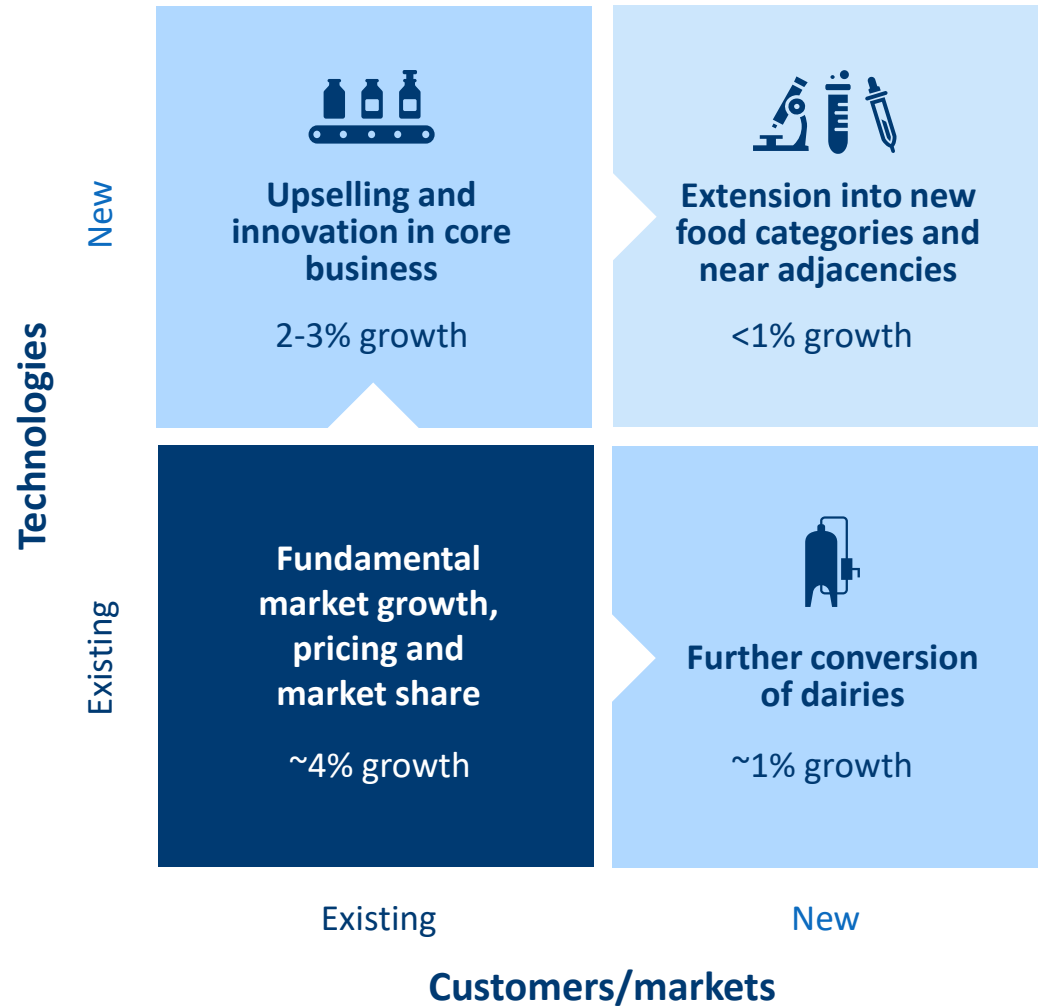 Technologies
New
Existing
Upselling and
innovation in core
business
2-3% growth
Extension into new
food categories and
near adjacencies
<1% growth
Fundamental
market growth,
pricing and
market share
~4% growth
Further conversion
of dairies
~1% growth
Existing
New
Customers/markets